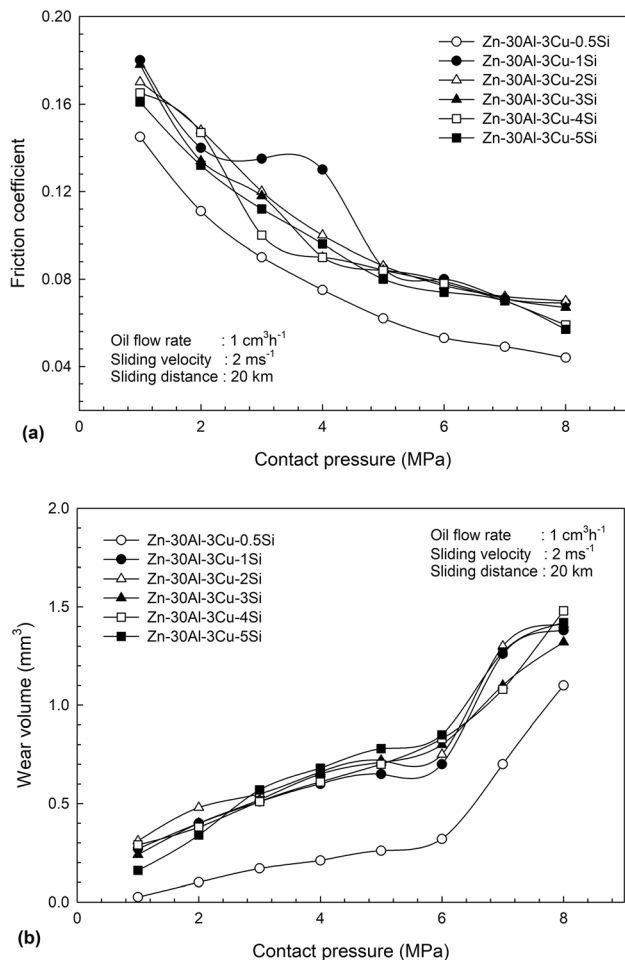 0.20
0.16
0.12
0.08
0.04
Friction coefficient
Zn-30Al-3Cu-0.5Si
Zn-30Al-3Cu-1Si
Zn-30Al-3Cu-2Si
Zn-30Al-3Cu-3Si
Zn-30Al-3Cu-4Si
Zn-30Al-3Cu-5Si
Oil flow rate : 1 cm³h⁻¹
Sliding velocity : 2 ms⁻¹
Sliding distance : 20 km
0 2 4 6 8
(a)
Contact pressure (MPa)
2.0
1.5
1.0
0.5
0.0
Wear volume (mm³)
Zn-30Al-3Cu-0.5Si
Zn-30Al-3Cu-1Si
Zn-30Al-3Cu-2Si
Zn-30Al-3Cu-3Si
Zn-30Al-3Cu-4Si
Zn-30Al-3Cu-5Si
Oil flow rate : 1 cm³h⁻¹
Sliding velocity : 2 ms⁻¹
Sliding distance : 20 km
0 2 4 6 8
(b)
Contact pressure (MPa)